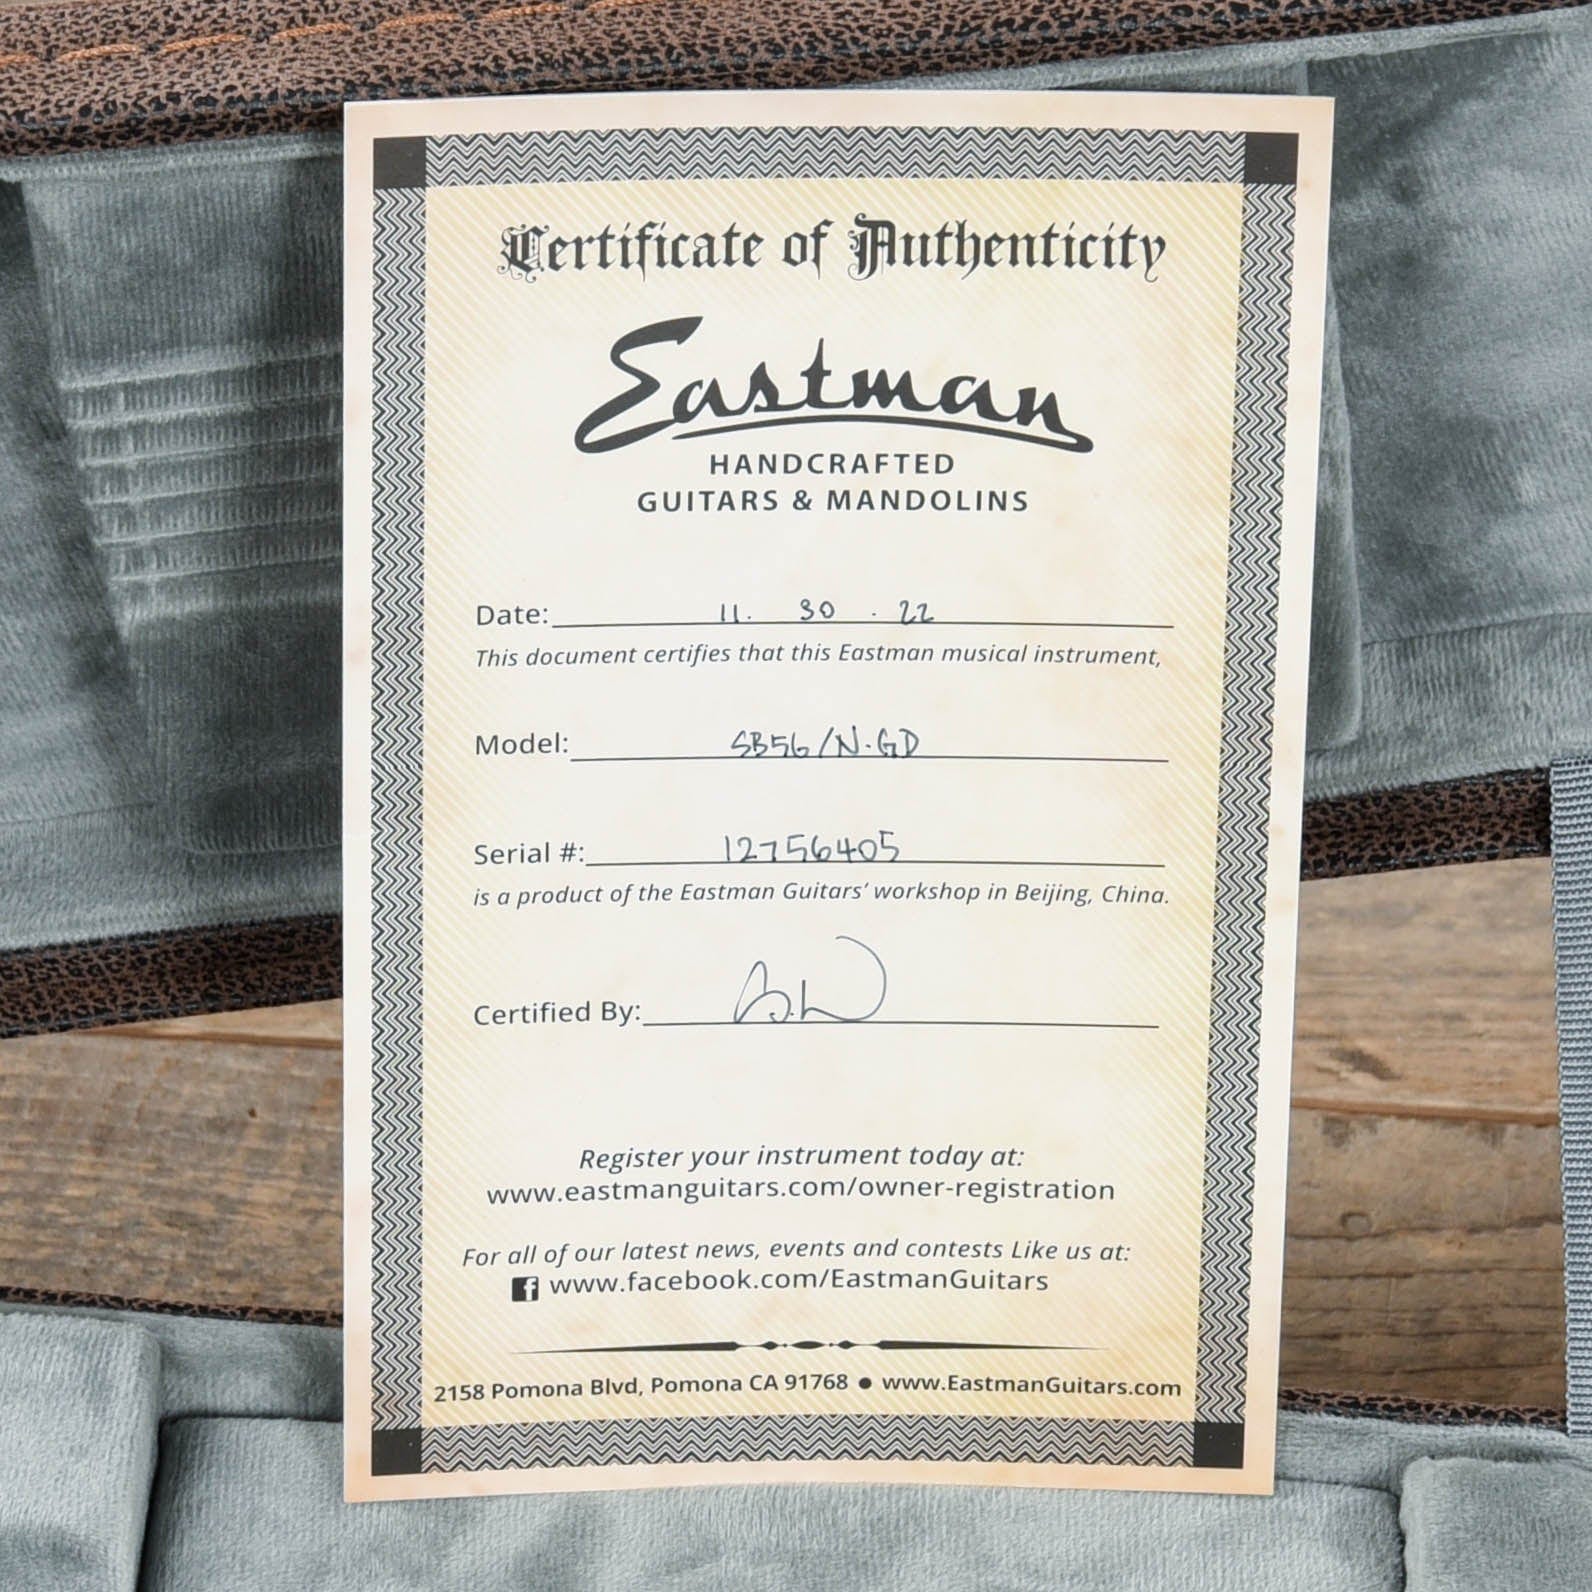 Certificate of Authenticity
Eastman
HANDCRAFTED
GUITARS & MANDOLINS
Date: 11. 30 . 22
This document certifies that this Eastman musical instrument,
Model: SB56/N-GD
Serial #: 12756405
is a product of the Eastman Guitars' workshop in Beijing, China.
Certified By:
Register your instrument today at:
www.eastmanguitars.com/owner-registration
For all of our latest news, events and contests Like us at:
f www.facebook.com/EastmanGuitars
2158 Pomona Blvd, Pomona CA 91768 ● www.EastmanGuitars.com